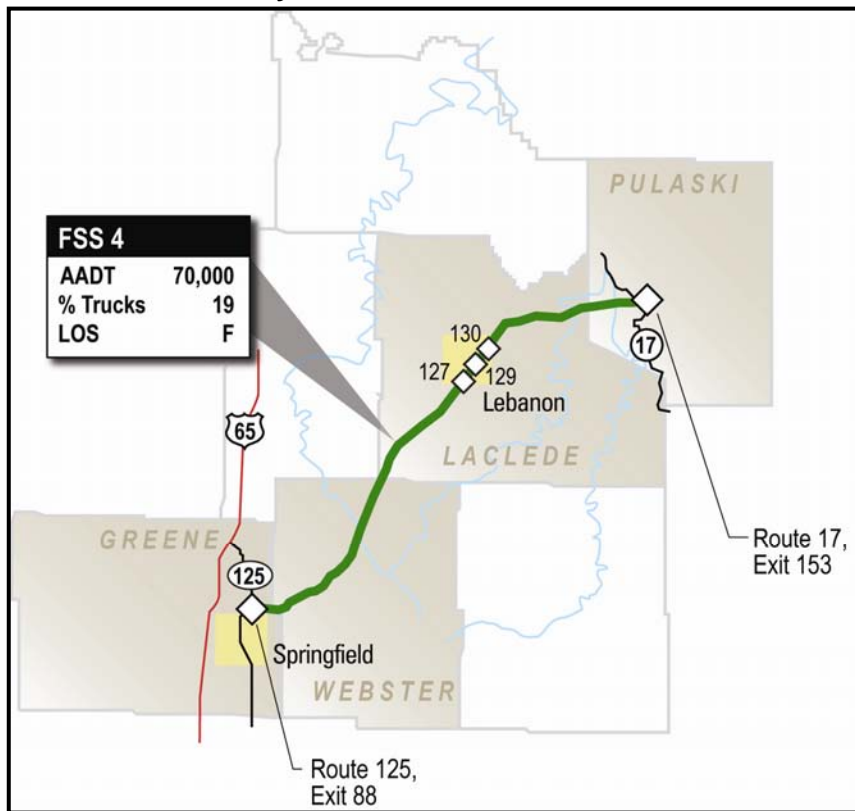 PULASKI
FSS 4
AADT 70,000
% Trucks 19
LOS F
130
127
129
17
Lebanon
65
LACLEDE
GREENE
125
Route 17,
Exit 153
Springfield
WEBSTER
Route 125,
Exit 88